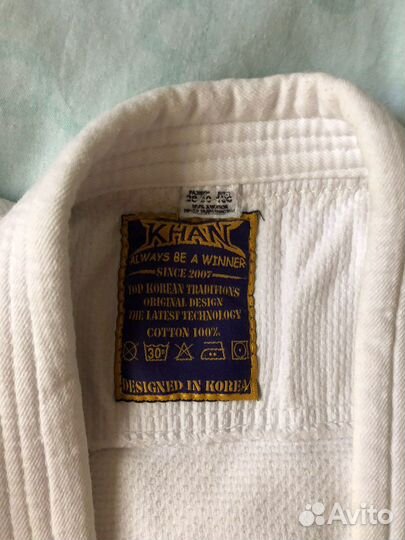 KHAN
ALWAYS BE A WINNER
SINCE 2007
TOP KOREAN TRADITIONS
ORIGINAL DESIGN
THE LATEST TECHNOLOGY
COTTON 100%
30°
DESIGNED IN KOREA
Avito